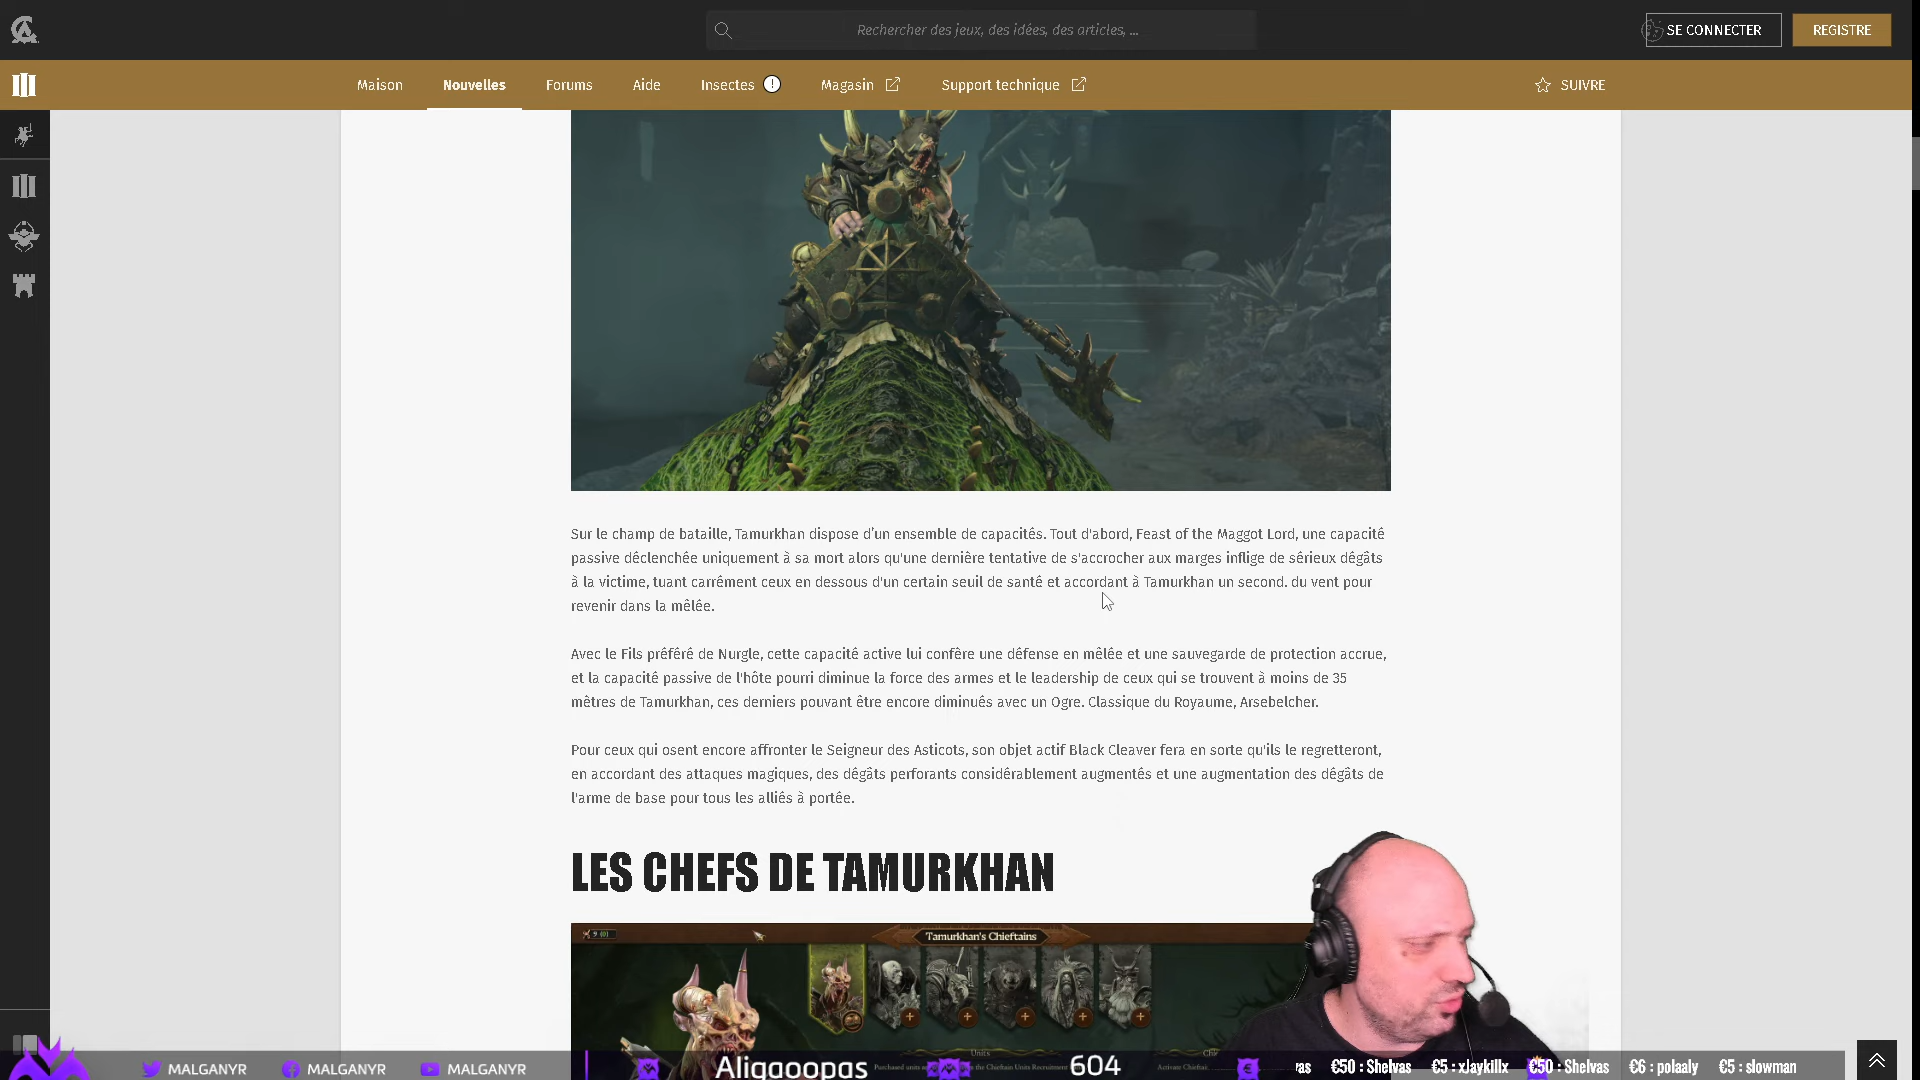 Rechercher des jeux, des idées, des articles, ...
SE CONNECTER
REGISTRE
Maison
Nouvelles
Forums
Aide
Insectes
Magasin
Support technique
SUIVRE
Sur le champ de bataille, Tamurkhan dispose d’un ensemble de capacités. Tout d'abord, Feast of the Maggot Lord, une capacité
passive déclenchée uniquement à sa mort alors qu'une dernière tentative de s'accrocher aux marges inflige de sérieux dégâts
à la victime, tuant carrément ceux en dessous d'un certain seuil de santé et accordant à Tamurkhan un second. du vent pour
revenir dans la mêlée.
Avec le Fils préféré de Nurgle, cette capacité active lui confère une défense en mêlée et une sauvegarde de protection accrue,
et la capacité passive de l'hôte pourri diminue la force des armes et le leadership de ceux qui se trouvent à moins de 35
mètres de Tamurkhan, ces derniers pouvant être encore diminués avec un Ogre. Classique du Royaume, Arsebelcher.
Pour ceux qui osent encore affronter le Seigneur des Asticots, son objet actif Black Cleaver fera en sorte qu'ils le regretteront,
en accordant des attaques magiques, des dégâts perforants considérablement augmentés et une augmentation des dégâts de
l'arme de base pour tous les alliés à portée.
LES CHEFS DE TAMURKHAN
Tamurkhan's Chieftains
Units
MALGANYR
MALGANYR
MALGANYR
Aligaoopas
604
€50 : Shelvas
€5 : xJaykillx
€50 : Shelvas
€6 : polaaly
€5 : slowman